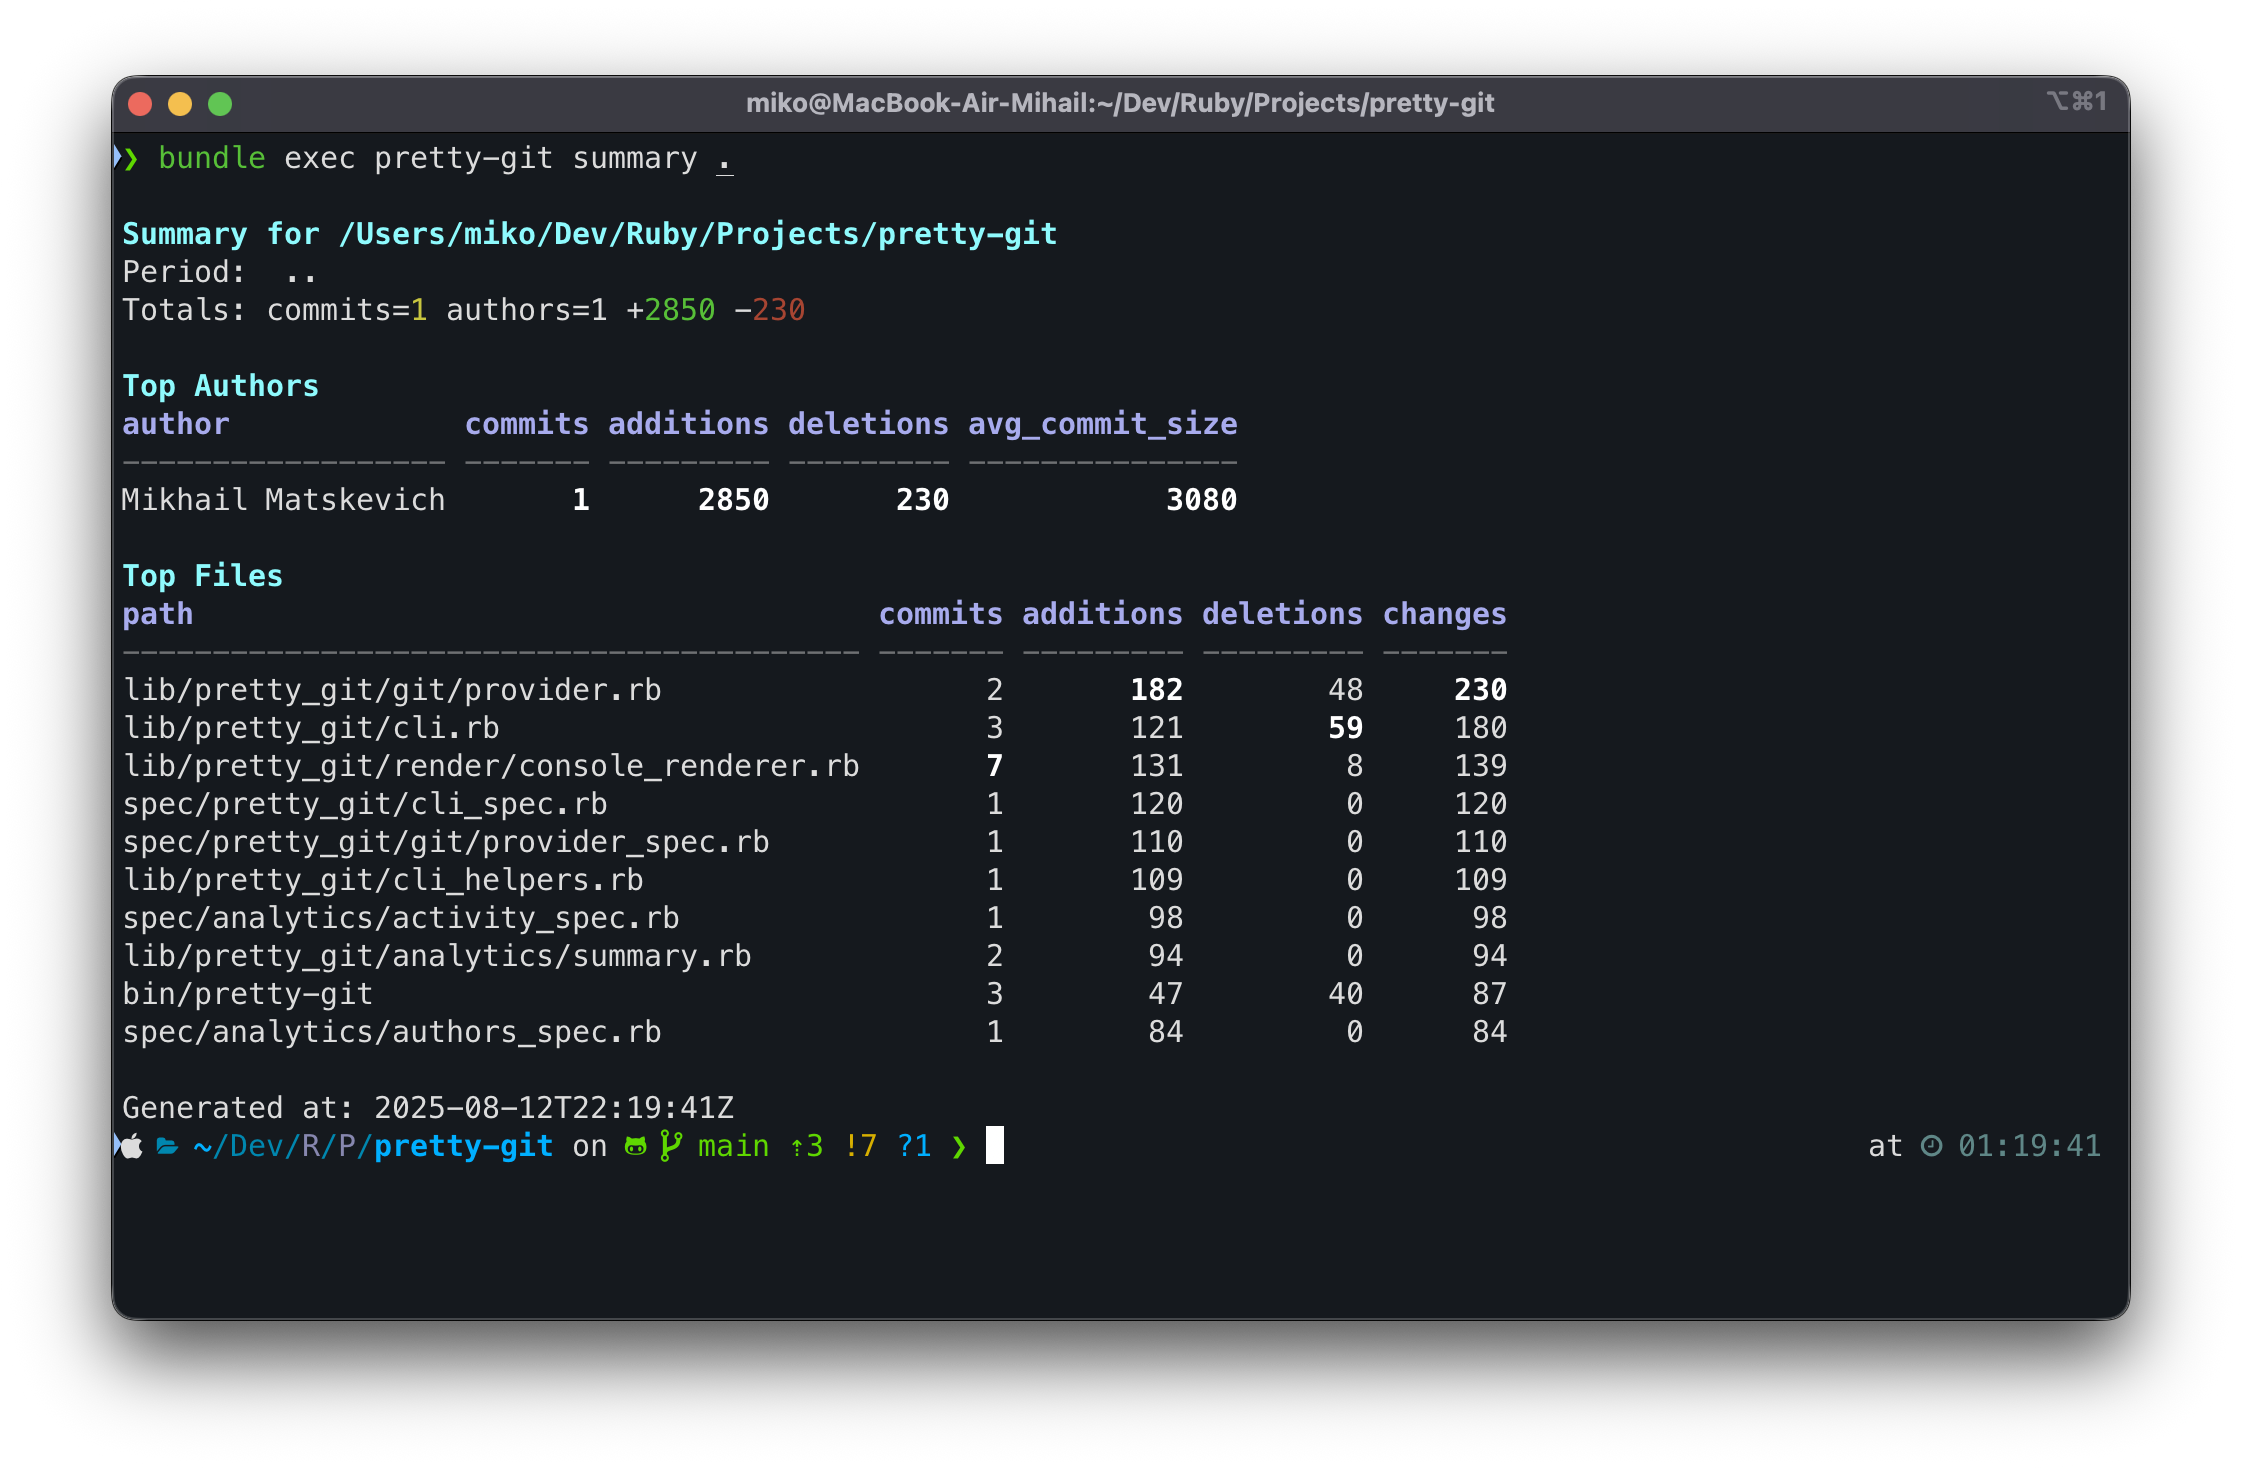 miko@MacBook-Air-Mihail:~/Dev/Ruby/Projects/pretty-git ⌥⌘1
❯ bundle exec pretty-git summary .
Summary for /Users/miko/Dev/Ruby/Projects/pretty-git
Period:  ..
Totals: commits=1 authors=1 +2850 -230
Top Authors
author commits additions deletions avg_commit_size
------------------ ------- --------- --------- ---------------
Mikhail Matskevich 1 2850 230 3080
Top Files
path commits additions deletions changes
----------------------------------------- ------- --------- --------- -------
lib/pretty_git/git/provider.rb 2 182 48 230
lib/pretty_git/cli.rb 3 121 59 180
lib/pretty_git/render/console_renderer.rb 7 131 8 139
spec/pretty_git/cli_spec.rb 1 120 0 120
spec/pretty_git/git/provider_spec.rb 1 110 0 110
lib/pretty_git/cli_helpers.rb 1 109 0 109
spec/analytics/activity_spec.rb 1 98 0 98
lib/pretty_git/analytics/summary.rb 2 94 0 94
bin/pretty-git 3 47 40 87
spec/analytics/authors_spec.rb 1 84 0 84
Generated at: 2025-08-12T22:19:41Z
~/Dev/R/P/pretty-git on main ⇡3 !7 ?1 ❯ at 01:19:41